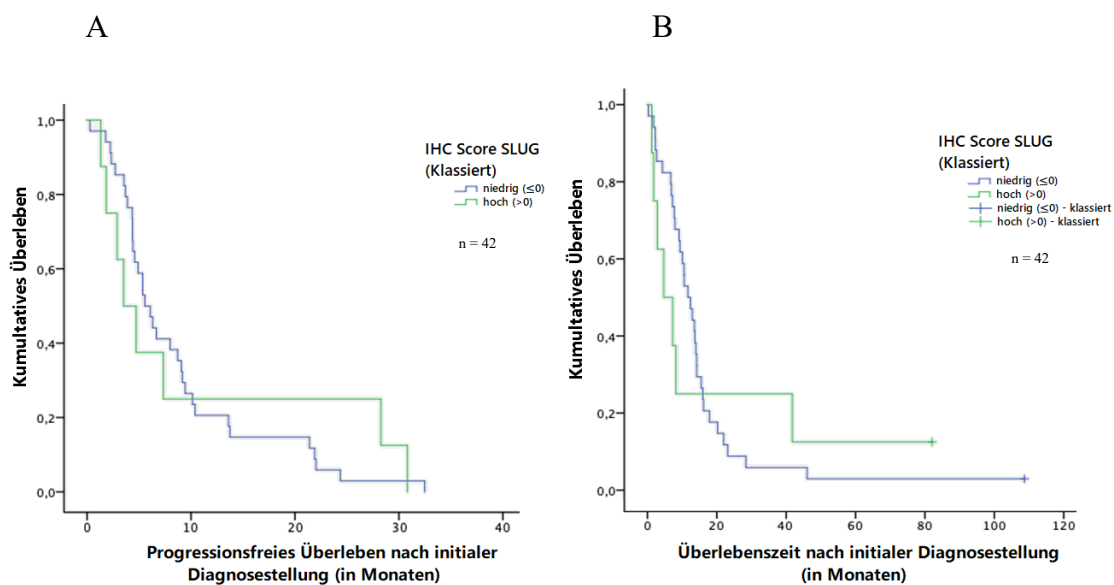 A
Kumultatives Überleben
1,0
0,8
0,6
0,4
0,2
0,0
IHC Score SLUG
(Klassiert)
niedrig (≤0)
hoch (>0)
n = 42
0 10 20 30 40
Progressionsfreies Überleben nach initialer
Diagnosestellung (in Monaten)
B
Kumultatives Überleben
1,0
0,8
0,6
0,4
0,2
0,0
IHC Score SLUG
(Klassiert)
niedrig (≤0)
hoch (>0)
niedrig (≤0) - klassiert
hoch (>0) - klassiert
n = 42
0 20 40 60 80 100 120
Überlebenszeit nach initialer Diagnosestellung
(in Monaten)